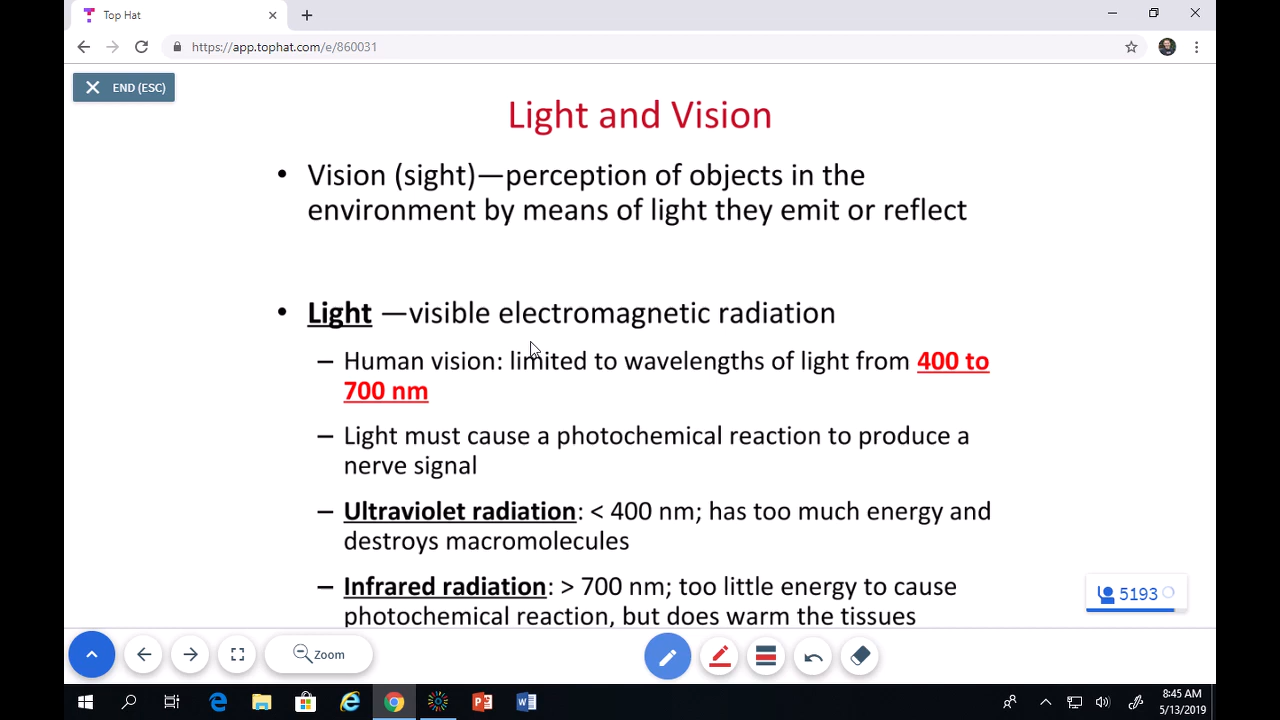 Top Hat
https://app.tophat.com/e/860031
END (ESC)
Light and Vision
• Vision (sight)—perception of objects in the
environment by means of light they emit or reflect
• Light —visible electromagnetic radiation
– Human vision: limited to wavelengths of light from 400 to
700 nm
– Light must cause a photochemical reaction to produce a
nerve signal
– Ultraviolet radiation: < 400 nm; has too much energy and
destroys macromolecules
– Infrared radiation: > 700 nm; too little energy to cause
photochemical reaction, but does warm the tissues
5193
Zoom
8:45 AM
5/13/2019